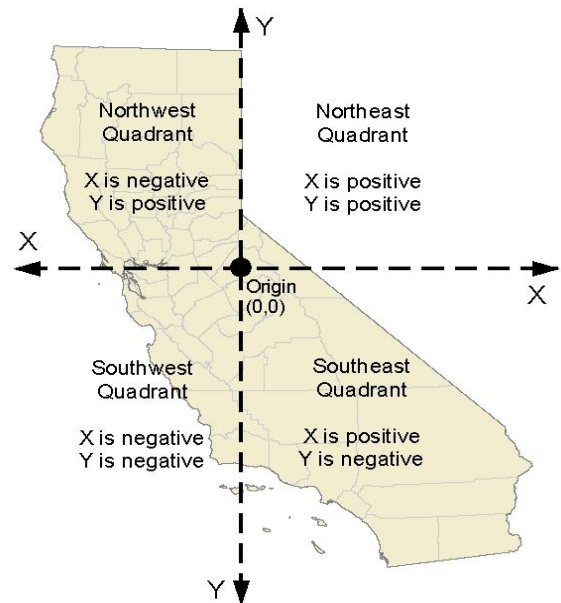 Y
Northwest
Quadrant
X is negative
Y is positive
Northeast
Quadrant
X is positive
Y is positive
X
X
Origin
(0,0)
Southwest
Quadrant
X is negative
Y is negative
Southeast
Quadrant
X is positive
Y is negative
Y